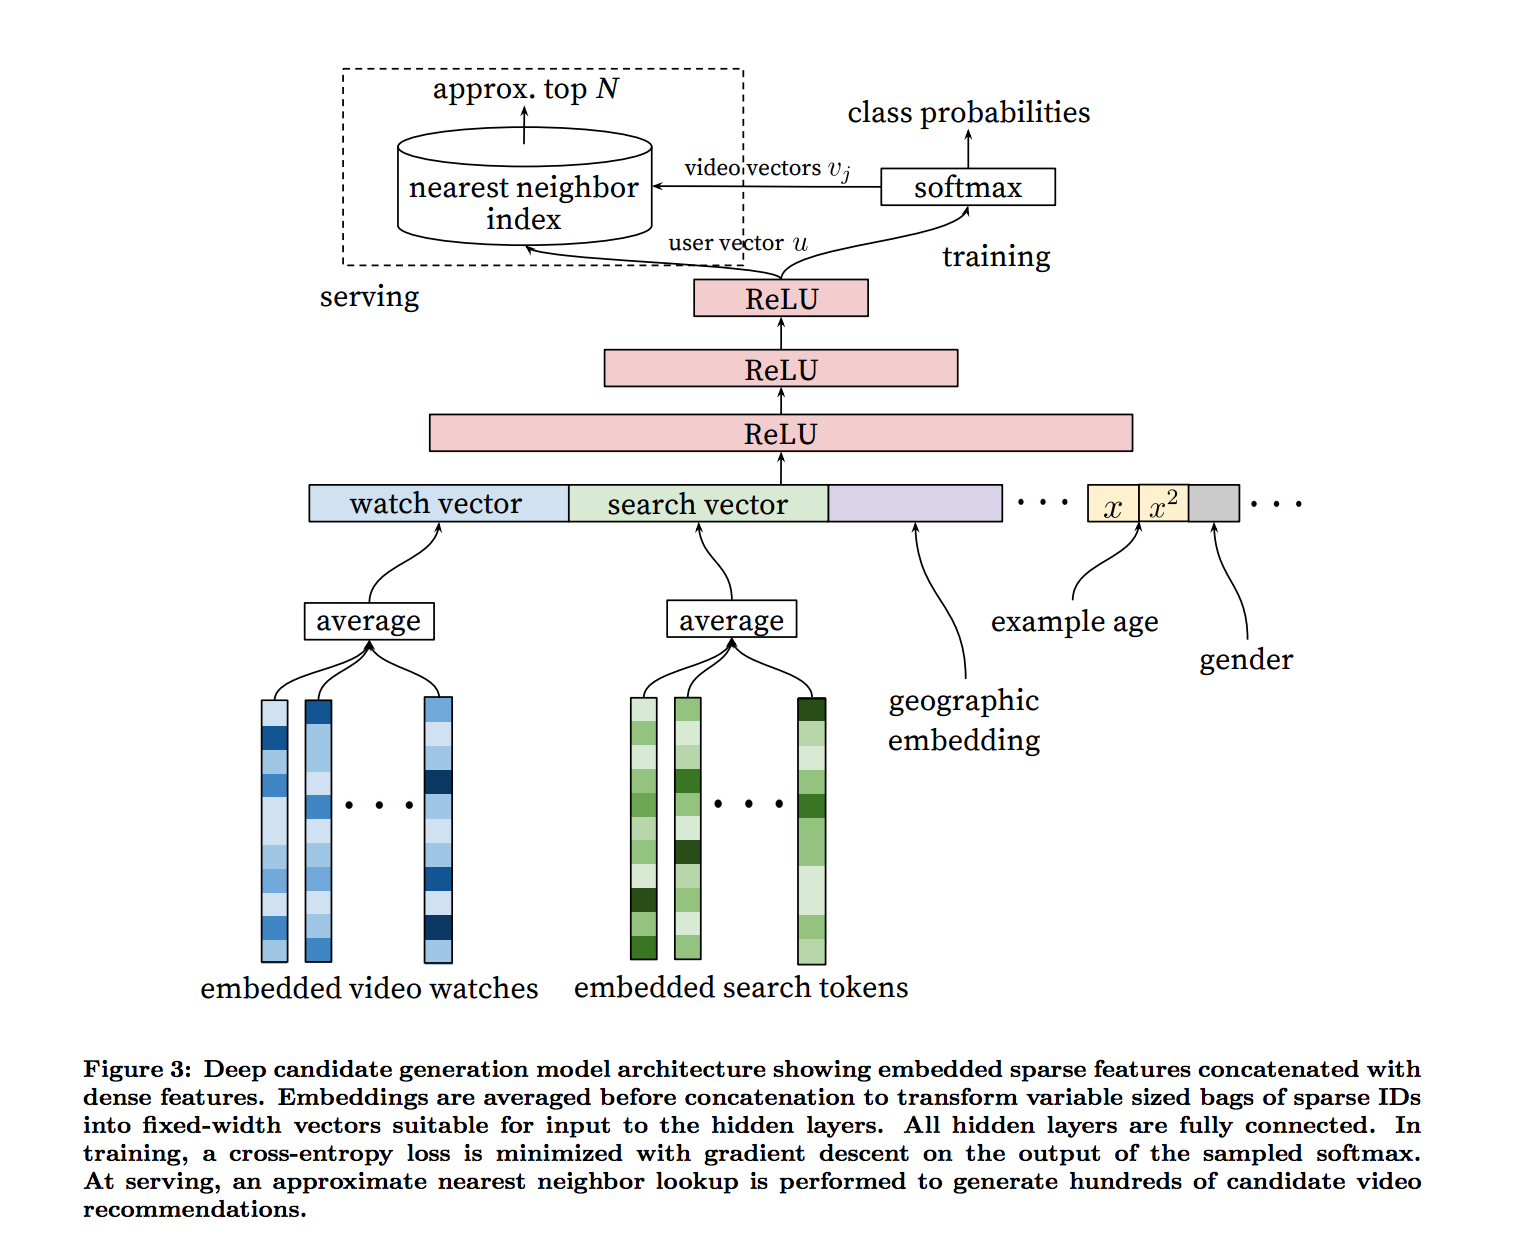 approx. top N
class probabilities
video vectors v_j
nearest neighbor
index
softmax
user vector u
training
serving
ReLU
ReLU
ReLU
watch vector
search vector
. . .
x
x²
. . .
average
average
example age
gender
geographic
embedding
. . .
. . .
embedded video watches
embedded search tokens
Figure 3: Deep candidate generation model architecture showing embedded sparse features concatenated with
dense features. Embeddings are averaged before concatenation to transform variable sized bags of sparse IDs
into fixed-width vectors suitable for input to the hidden layers. All hidden layers are fully connected. In
training, a cross-entropy loss is minimized with gradient descent on the output of the sampled softmax.
At serving, an approximate nearest neighbor lookup is performed to generate hundreds of candidate video
recommendations.